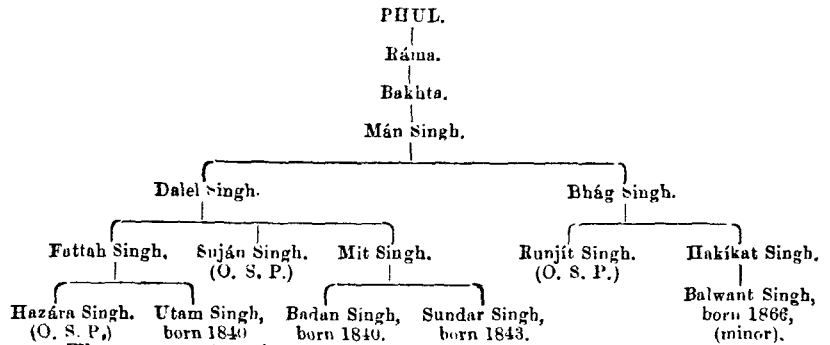 PHUL.
Ráma.
Bakhta.
Mán Singh.
Dalel Singh. Bhág Singh.
Fattah Singh. Suján Singh. Mit Singh. Runjít Singh. Hakíkat Singh.
(O. S. P.) (O. S. P.)
Hazára Singh. Utam Singh, Badan Singh, Sundar Singh, Balwant Singh,
(O. S. P.) born 1840 born 1840. born 1843. born 1866,
(minor).